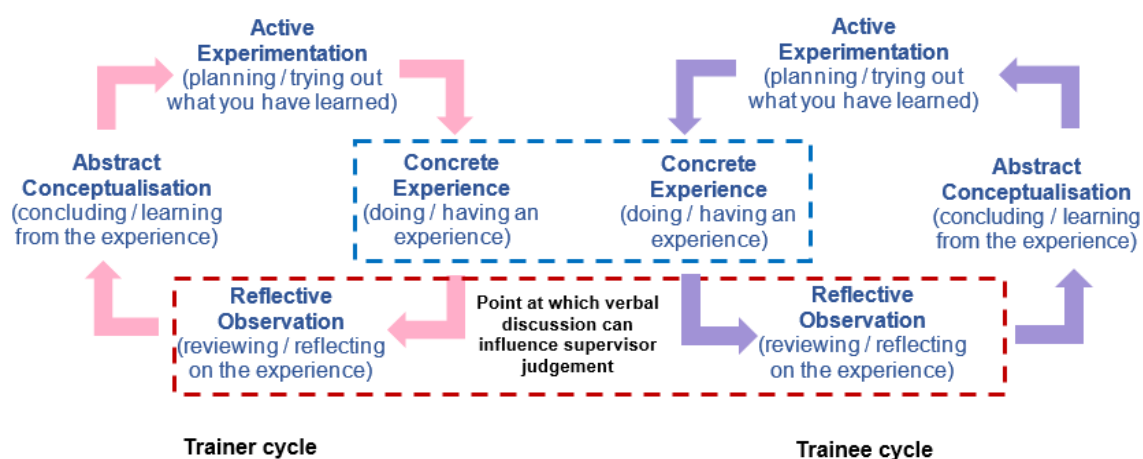 Active
Experimentation
(planning / trying out
what you have learned)
Active
Experimentation
(planning / trying out
what you have learned)
Abstract
Conceptualisation
(concluding / learning
from the experience)
Concrete
Experience
(doing / having an
experience)
Concrete
Experience
(doing / having an
experience)
Abstract
Conceptualisation
(concluding / learning
from the experience)
Reflective
Observation
(reviewing / reflecting
on the experience)
Point at which verbal
discussion can
influence supervisor
judgement
Reflective
Observation
(reviewing / reflecting
on the experience)
Trainer cycle
Trainee cycle